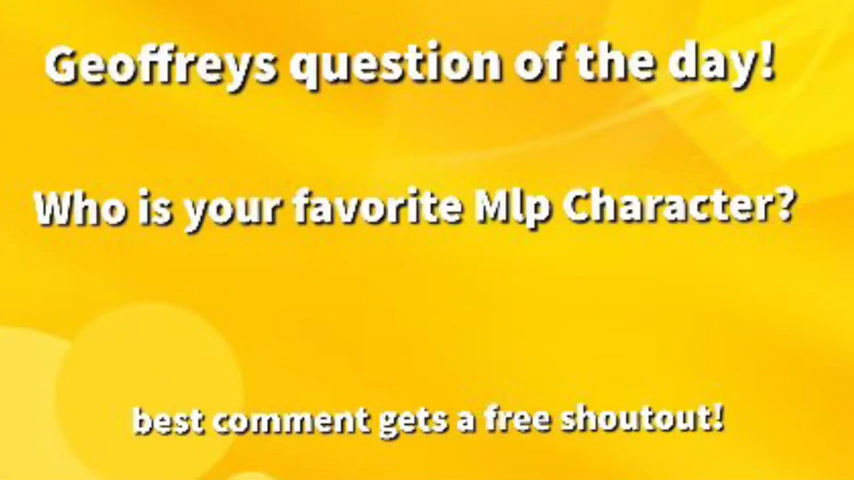 Geoffreys question of the day!
Who is your favorite Mlp Character?
best comment gets a free shoutout!